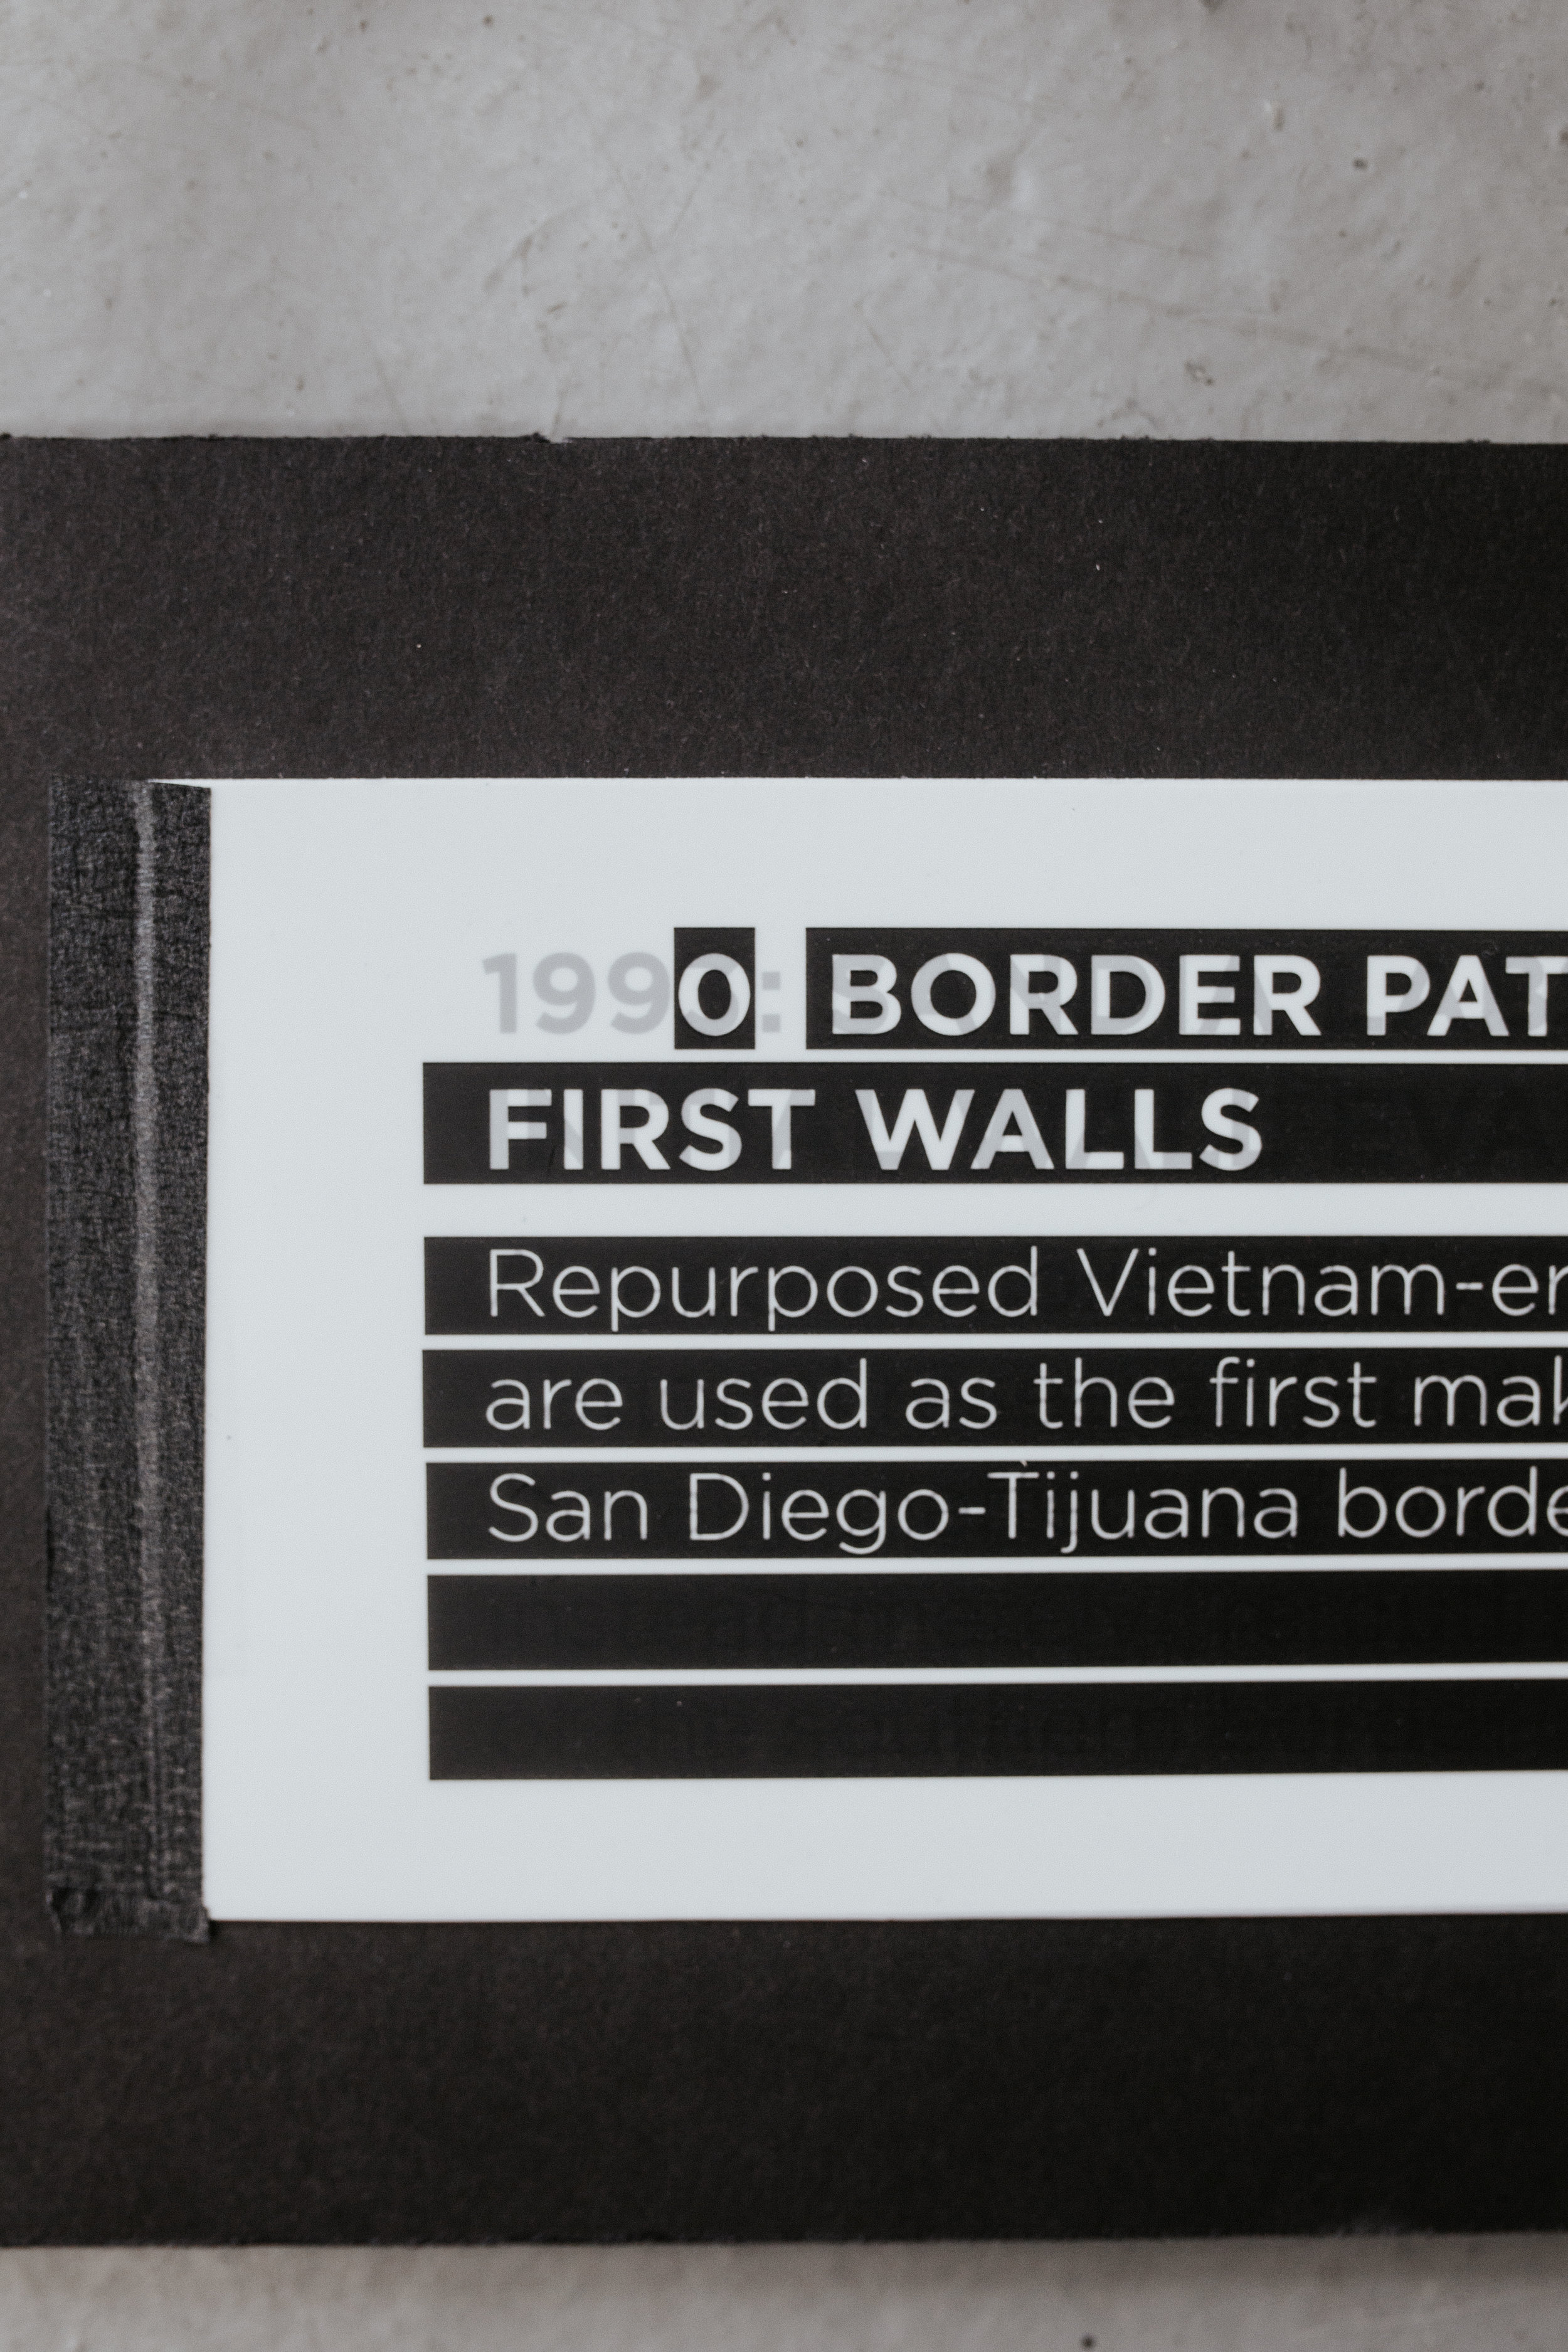 1990: BORDER PAT
FIRST WALLS
Repurposed Vietnam-er
are used as the first mak
San Diego-Tijuana borde